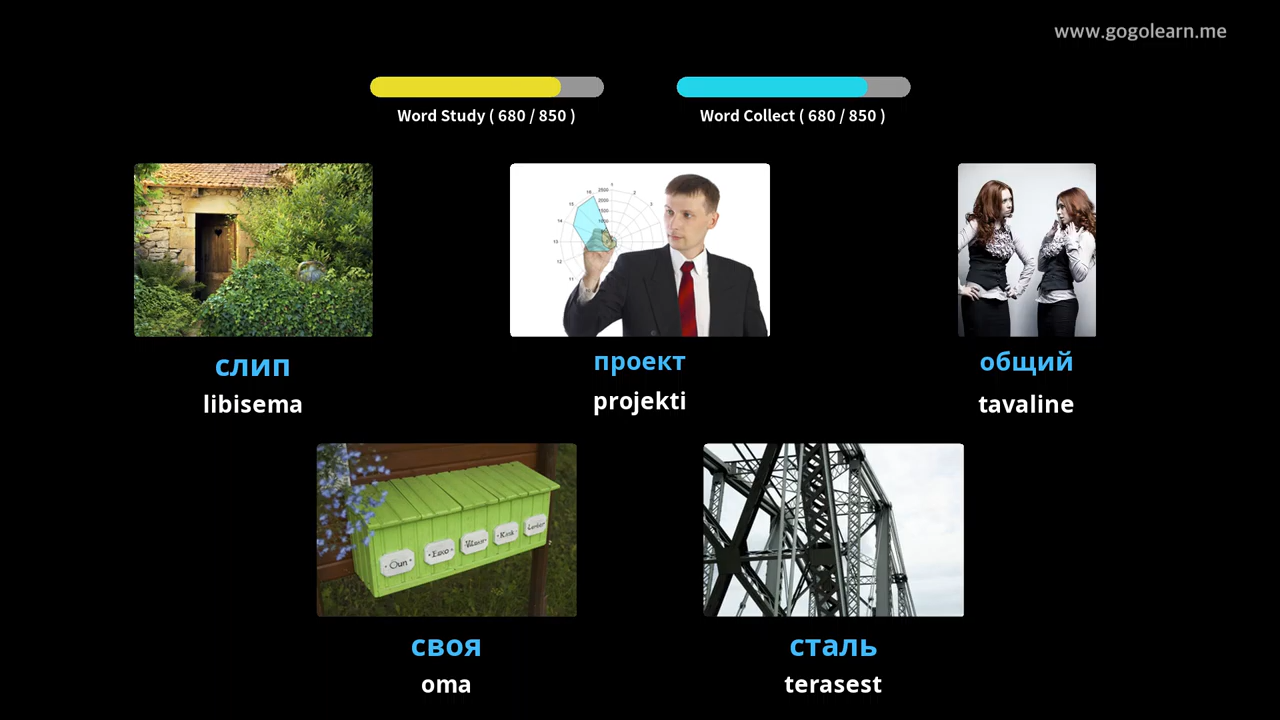 www.gogolearn.me
Word Study ( 680 / 850 )
Word Collect ( 680 / 850 )
слип
libisema
проект
projekti
общий
tavaline
своя
oma
сталь
terasest